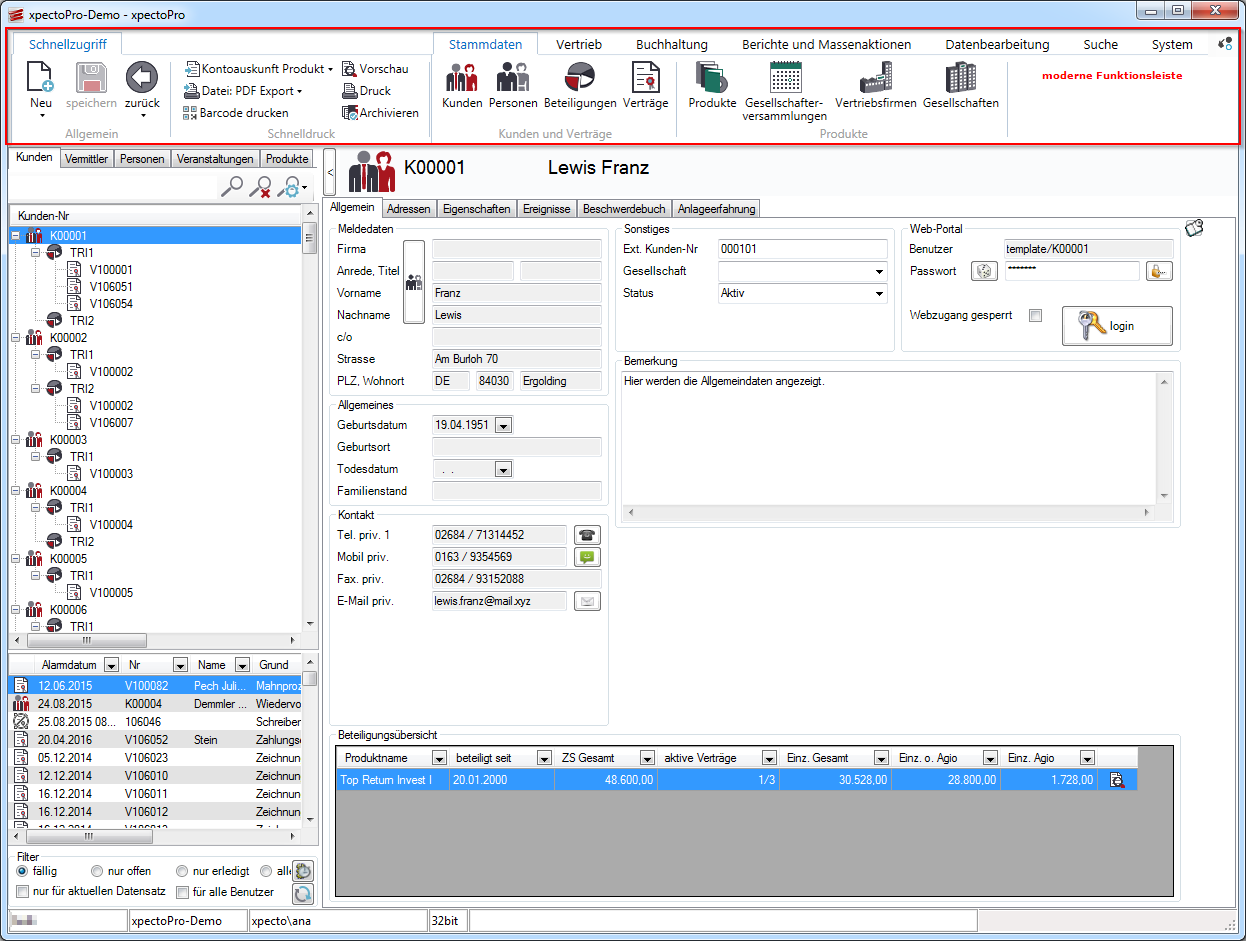 xpectoPro-Demo - xpectoPro
Schnellzugriff Stammdaten Vertrieb Buchhaltung Berichte und Massenaktionen Datenbearbeitung Suche System
Neu speichern zurück
Allgemein
Kontoauskunft Produkt Vorschau
Datei: PDF Export Druck
Barcode drucken Archivieren
Schnelldruck
Kunden Personen Beteiligungen Verträge
Kunden und Verträge
Produkte Gesellschafter-
versammlungen Vertriebsfirmen Gesellschaften
Produkte
moderne Funktionsleiste
Kunden Vermittler Personen Veranstaltungen Produkte
Kunden-Nr
K00001
TRI1
V100001
V106051
V106054
TRI2
K00002
TRI1
V100002
TRI2
V100002
V106007
K00003
TRI1
V100003
K00004
TRI1
V100004
TRI2
K00005
TRI1
V100005
K00006
TRI1
Alarmdatum Nr Name Grund
12.06.2015 V100082 Pech Juli... Mahnproz
24.08.2015 K00004 Demmler ... Wiedervo
25.08.2015 08... 106046 Schreiber
20.04.2016 V106052 Stein Zahlungs
05.12.2014 V106023 Zeichnun
12.12.2014 V106010 Zeichnun
16.12.2014 V106011 Zeichnun
16.12.2014 V106012 Zeichnun
Filter
fällig nur offen nur erledigt alle
nur für aktuellen Datensatz für alle Benutzer
<
K00001 Lewis Franz
Allgemein Adressen Eigenschaften Ereignisse Beschwerdebuch Anlageerfahrung
Meldedaten
Firma
Anrede, Titel
Vorname Franz
Nachname Lewis
c/o
Strasse Am Burloh 70
PLZ, Wohnort DE 84030 Ergolding
Allgemeines
Geburtsdatum 19.04.1951
Geburtsort
Todesdatum . .
Familienstand
Kontakt
Tel. priv. 1 02684 / 71314452
Mobil priv. 0163 / 9354569
Fax. priv. 02684 / 93152088
E-Mail priv. lewis.franz@mail.xyz
Sonstiges
Ext. Kunden-Nr 000101
Gesellschaft
Status Aktiv
Web-Portal
Benutzer template/K00001
Passwort *******
Webzugang gesperrt login
Bemerkung
Hier werden die Allgemeindaten angezeigt.
Beteiligungsübersicht
Produktname beteiligt seit ZS Gesamt aktive Verträge Einz. Gesamt Einz. o. Agio Einz. Agio
Top Return Invest I 20.01.2000 48.600,00 1/3 30.528,00 28.800,00 1.728,00
xpectoPro-Demo xpecto\ana 32bit